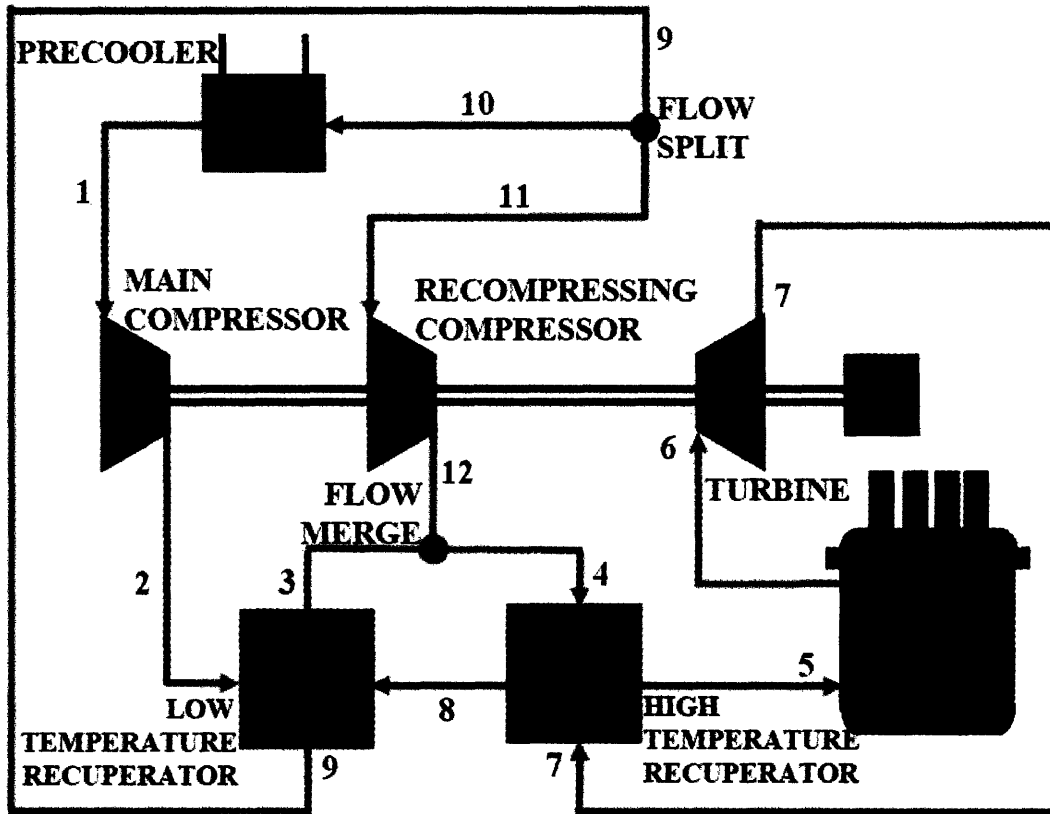 9
PRECOOLER
10
FLOW
SPLIT
1
11
MAIN
COMPRESSOR
RECOMPRESSING
COMPRESSOR
7
6
12
TURBINE
FLOW
MERGE
2
3
4
5
8
LOW
TEMPERATURE
RECUPERATOR
9
7
HIGH
TEMPERATURE
RECUPERATOR